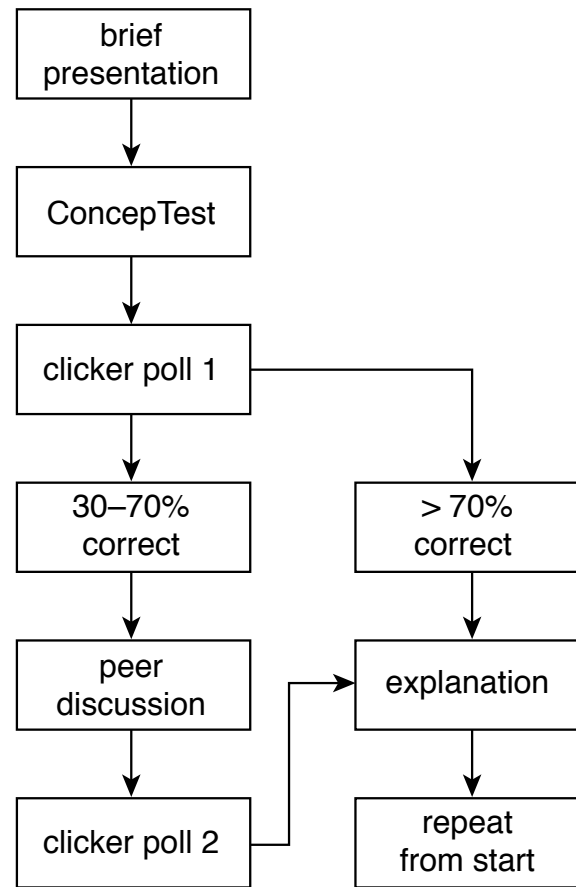 brief
presentation
ConcepTest
clicker poll 1
30–70%
correct
> 70%
correct
peer
discussion
explanation
clicker poll 2
repeat
from start